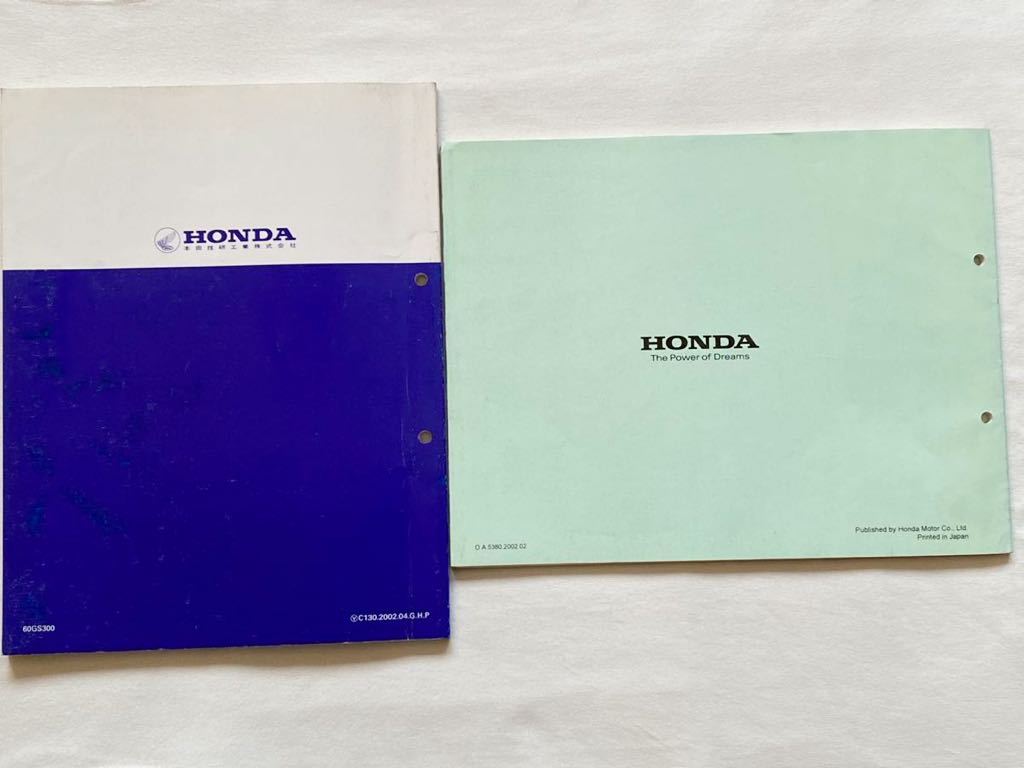 HONDA
本田技研工業株式会社
60GS300
ⓎC130.2002.04.G.H.P
HONDA
The Power of Dreams
O A 5380.2002.02
Published by Honda Motor Co., Ltd.
Printed in Japan